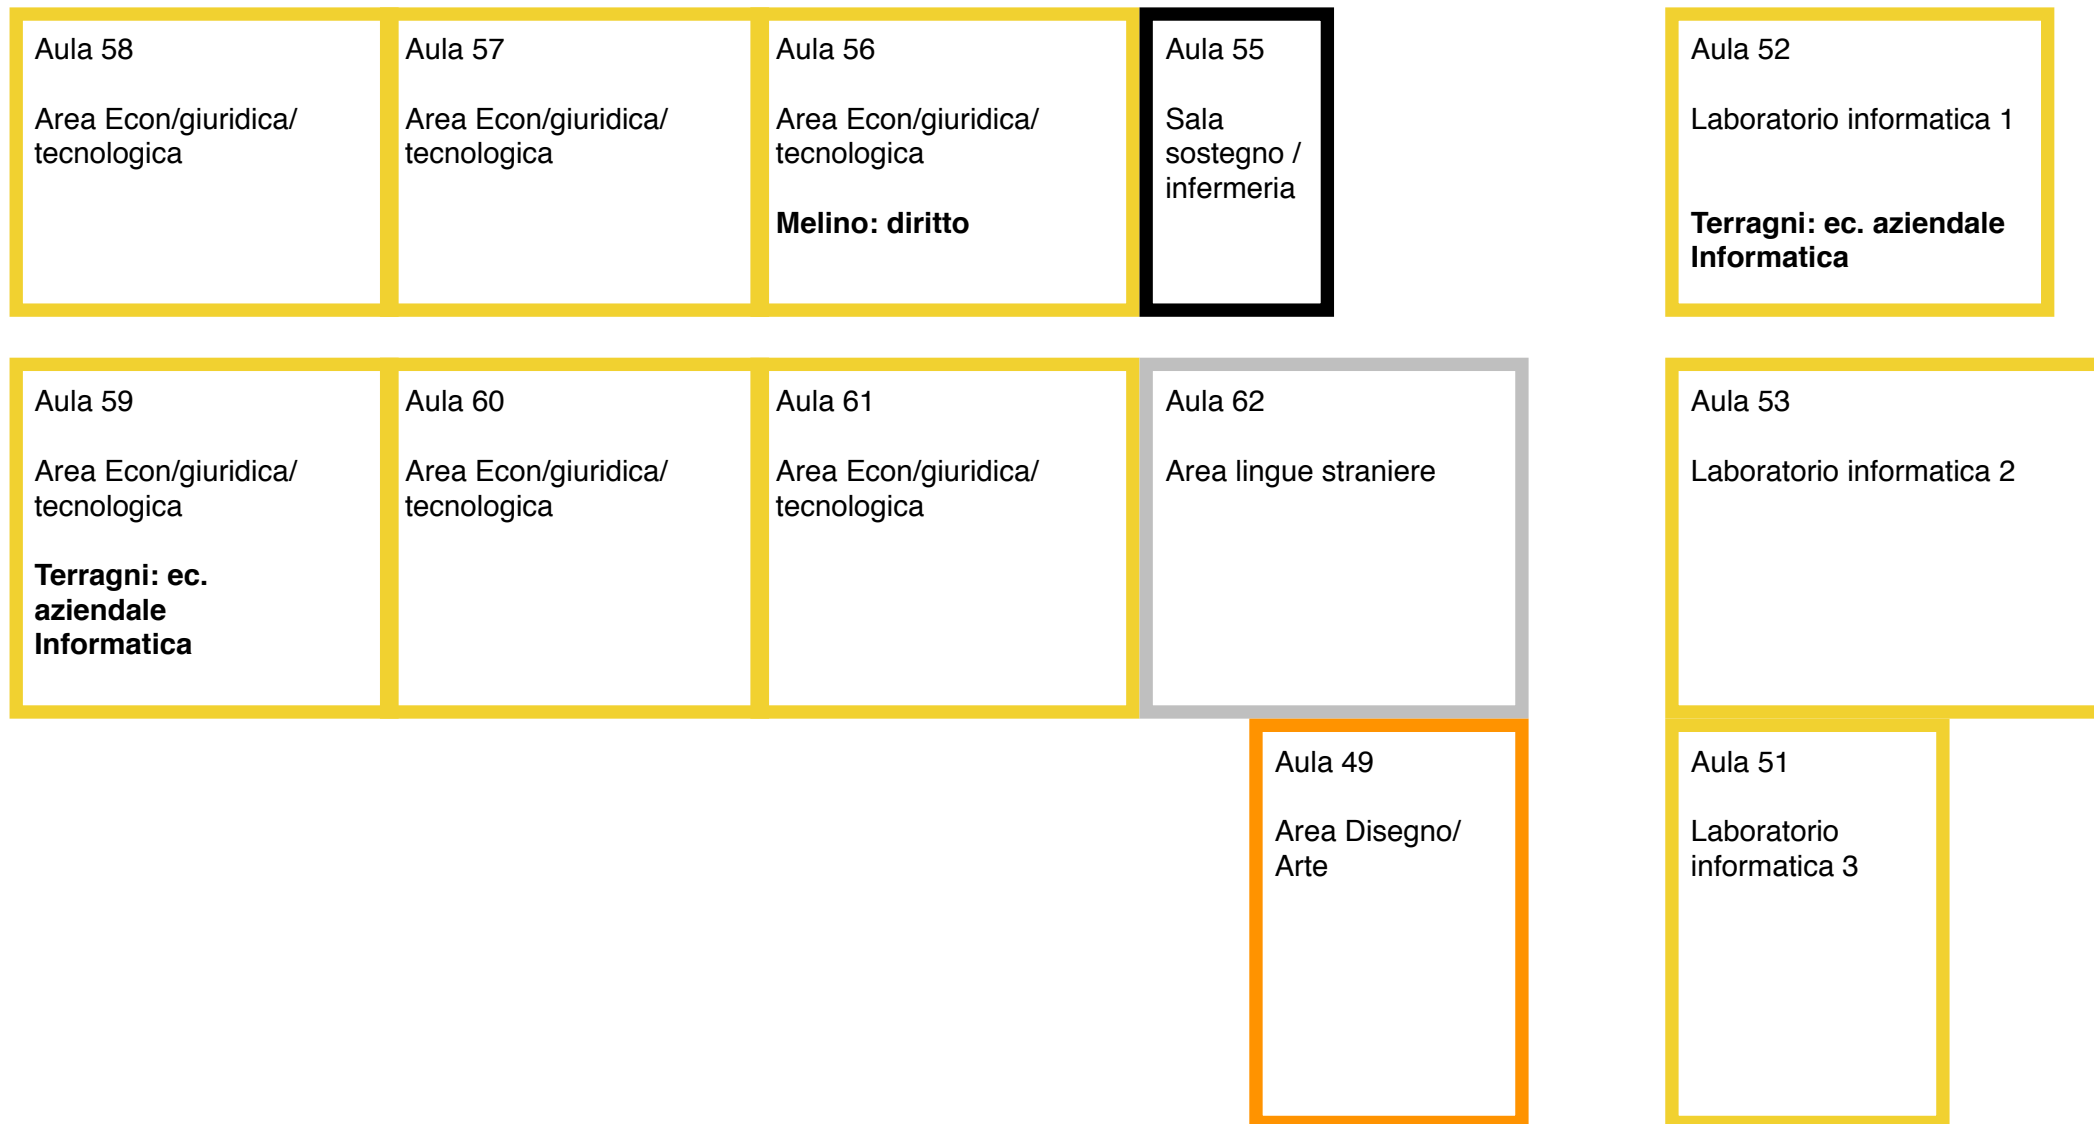 Aula 58
Area Econ/giuridica/
tecnologica
Aula 57
Area Econ/giuridica/
tecnologica
Aula 56
Area Econ/giuridica/
tecnologica
Melino: diritto
Aula 55
Sala
sostegno /
infermeria
Aula 52
Laboratorio informatica 1
Terragni: ec. aziendale
Informatica
Aula 59
Area Econ/giuridica/
tecnologica
Terragni: ec.
aziendale
Informatica
Aula 60
Area Econ/giuridica/
tecnologica
Aula 61
Area Econ/giuridica/
tecnologica
Aula 62
Area lingue straniere
Aula 53
Laboratorio informatica 2
Aula 49
Area Disegno/
Arte
Aula 51
Laboratorio
informatica 3